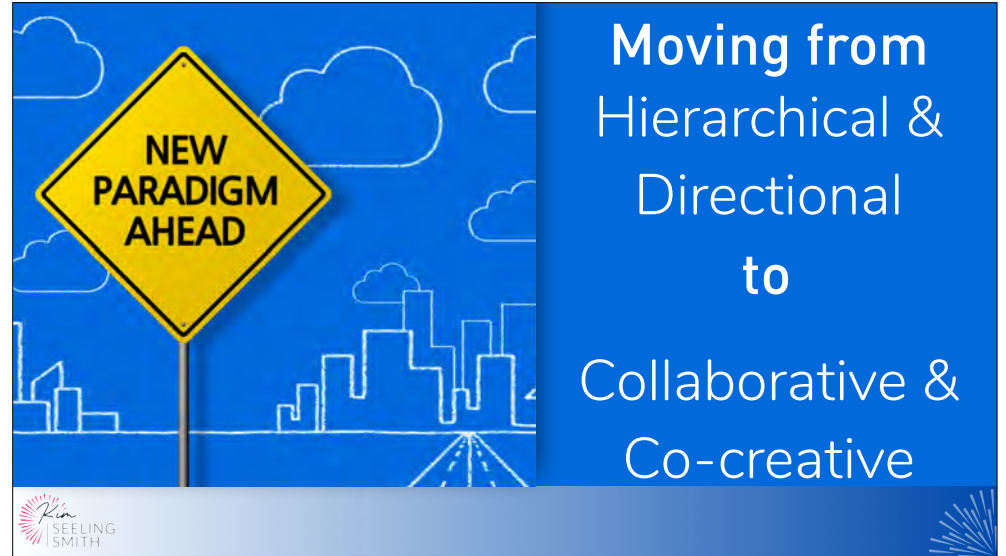 NEW
PARADIGM
AHEAD
Moving from
Hierarchical &
Directional
to
Collaborative &
Co-creative
Kim
SEELING
SMITH